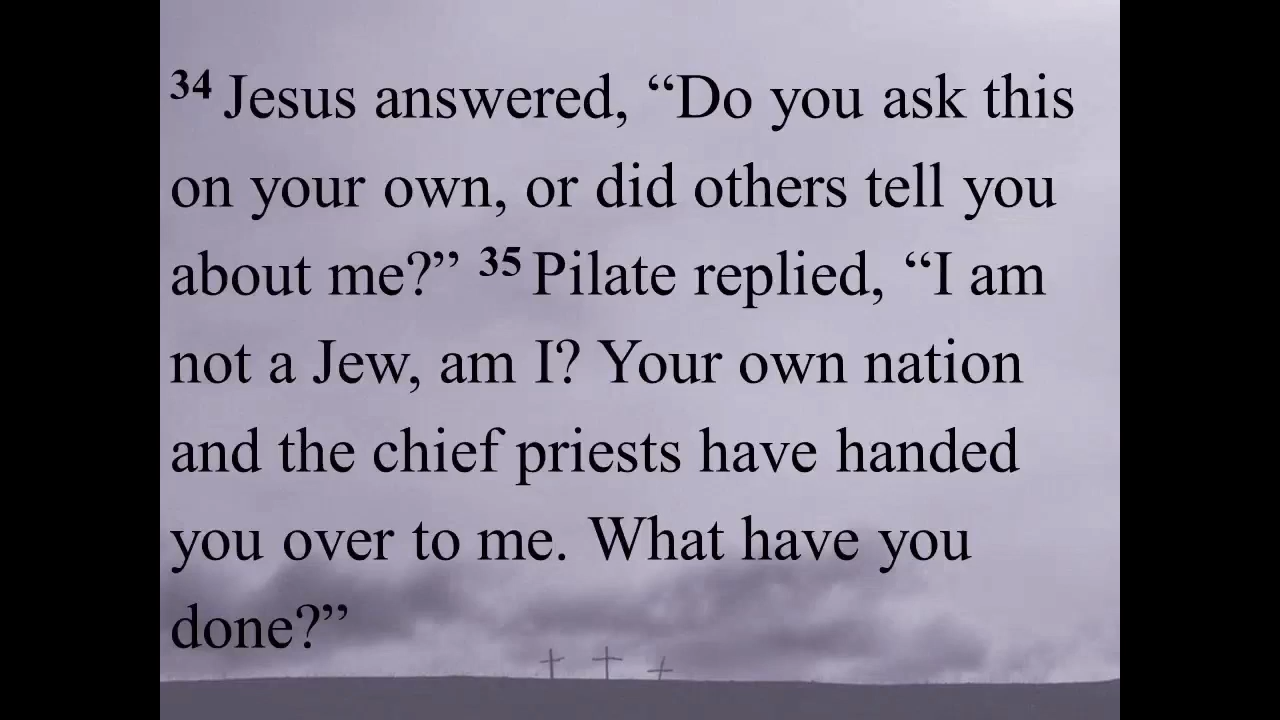 34 Jesus answered, “Do you ask this
on your own, or did others tell you
about me?” 35 Pilate replied, “I am
not a Jew, am I? Your own nation
and the chief priests have handed
you over to me. What have you
done?”